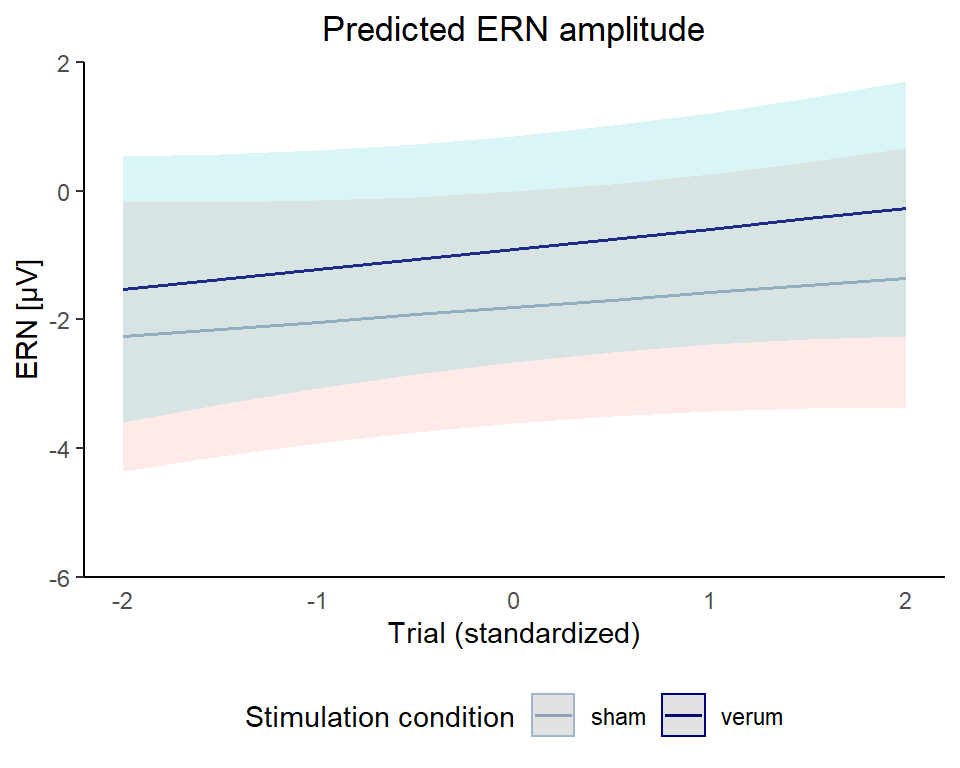 Predicted ERN amplitude
2
0
-2
-4
-6
ERN [µV]
-2 -1 0 1 2
Trial (standardized)
Stimulation condition sham verum